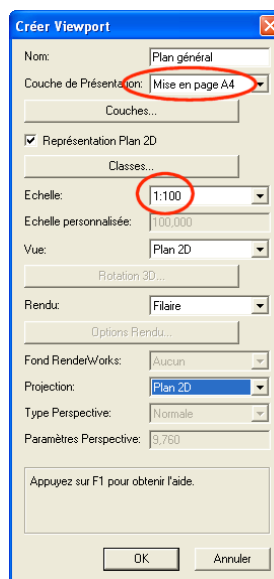 Créer Viewport
Nom: Plan général
Couche de Présentation: Mise en page A4
Couches...
Représentation Plan 2D
Classes...
Echelle: 1:100
Echelle personnalisée: 100,000
Vue: Plan 2D
Rotation 3D...
Rendu: Filaire
Options Rendu...
Fond RenderWorks: Aucun
Projection: Plan 2D
Type Perspective: Normale
Paramètres Perspective: 9,760
Appuyez sur F1 pour obtenir l'aide.
OK Annuler